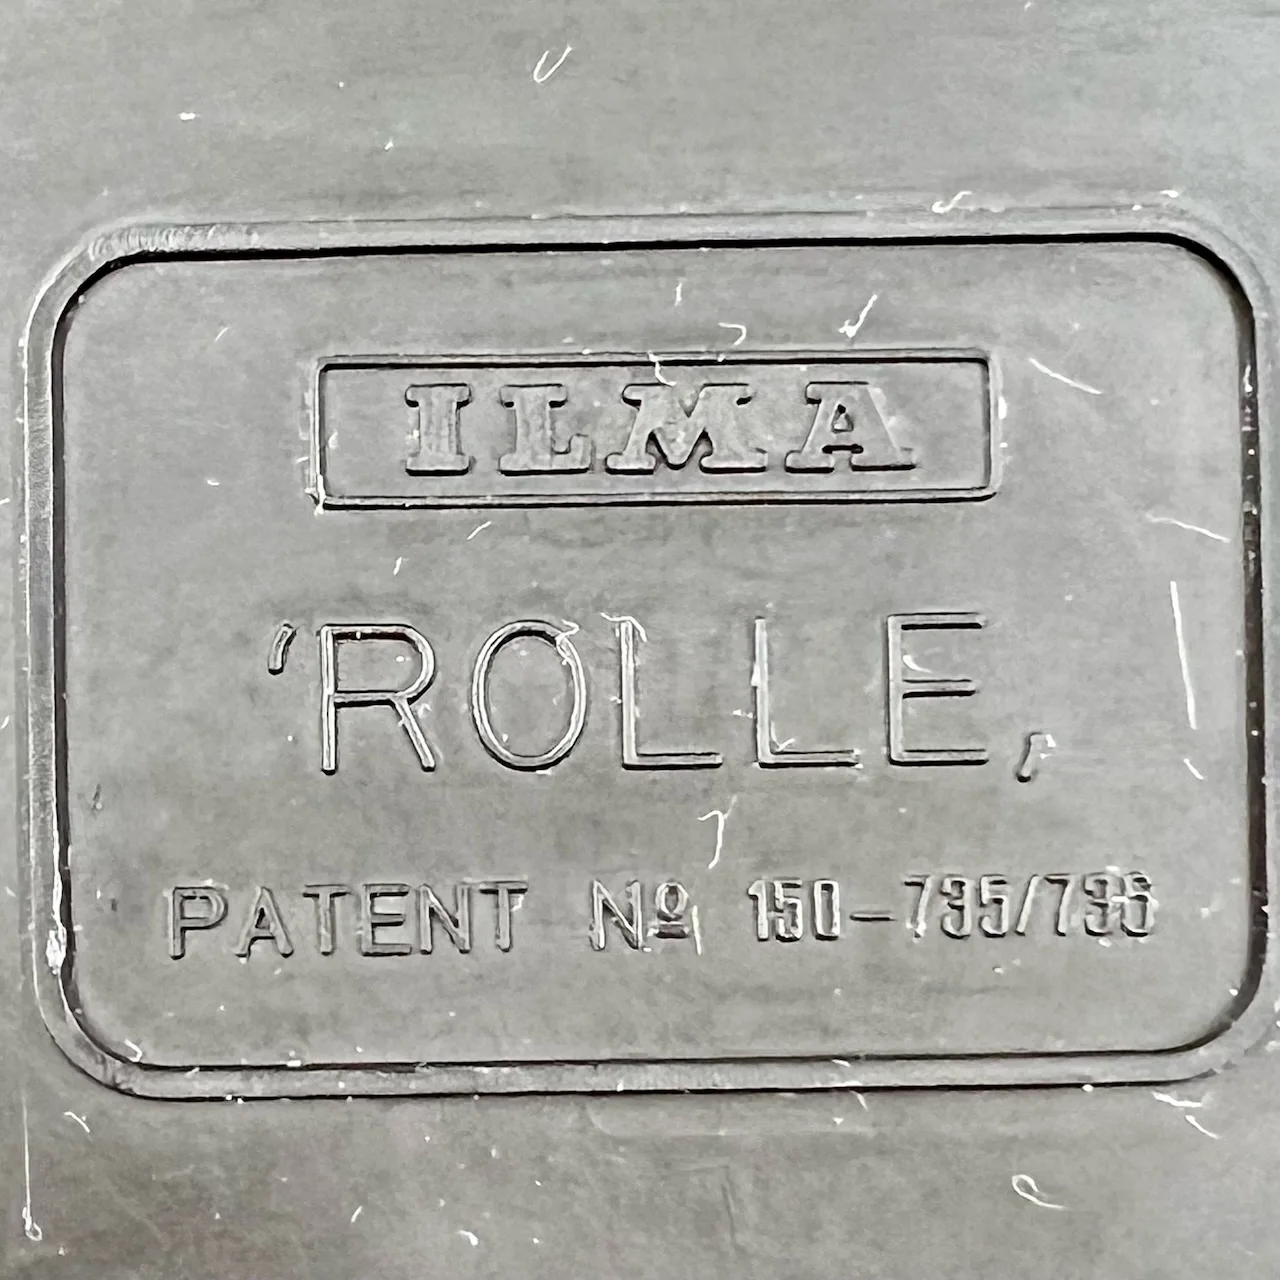 ILMA
'ROLLE,
PATENT Nº 150-735/736